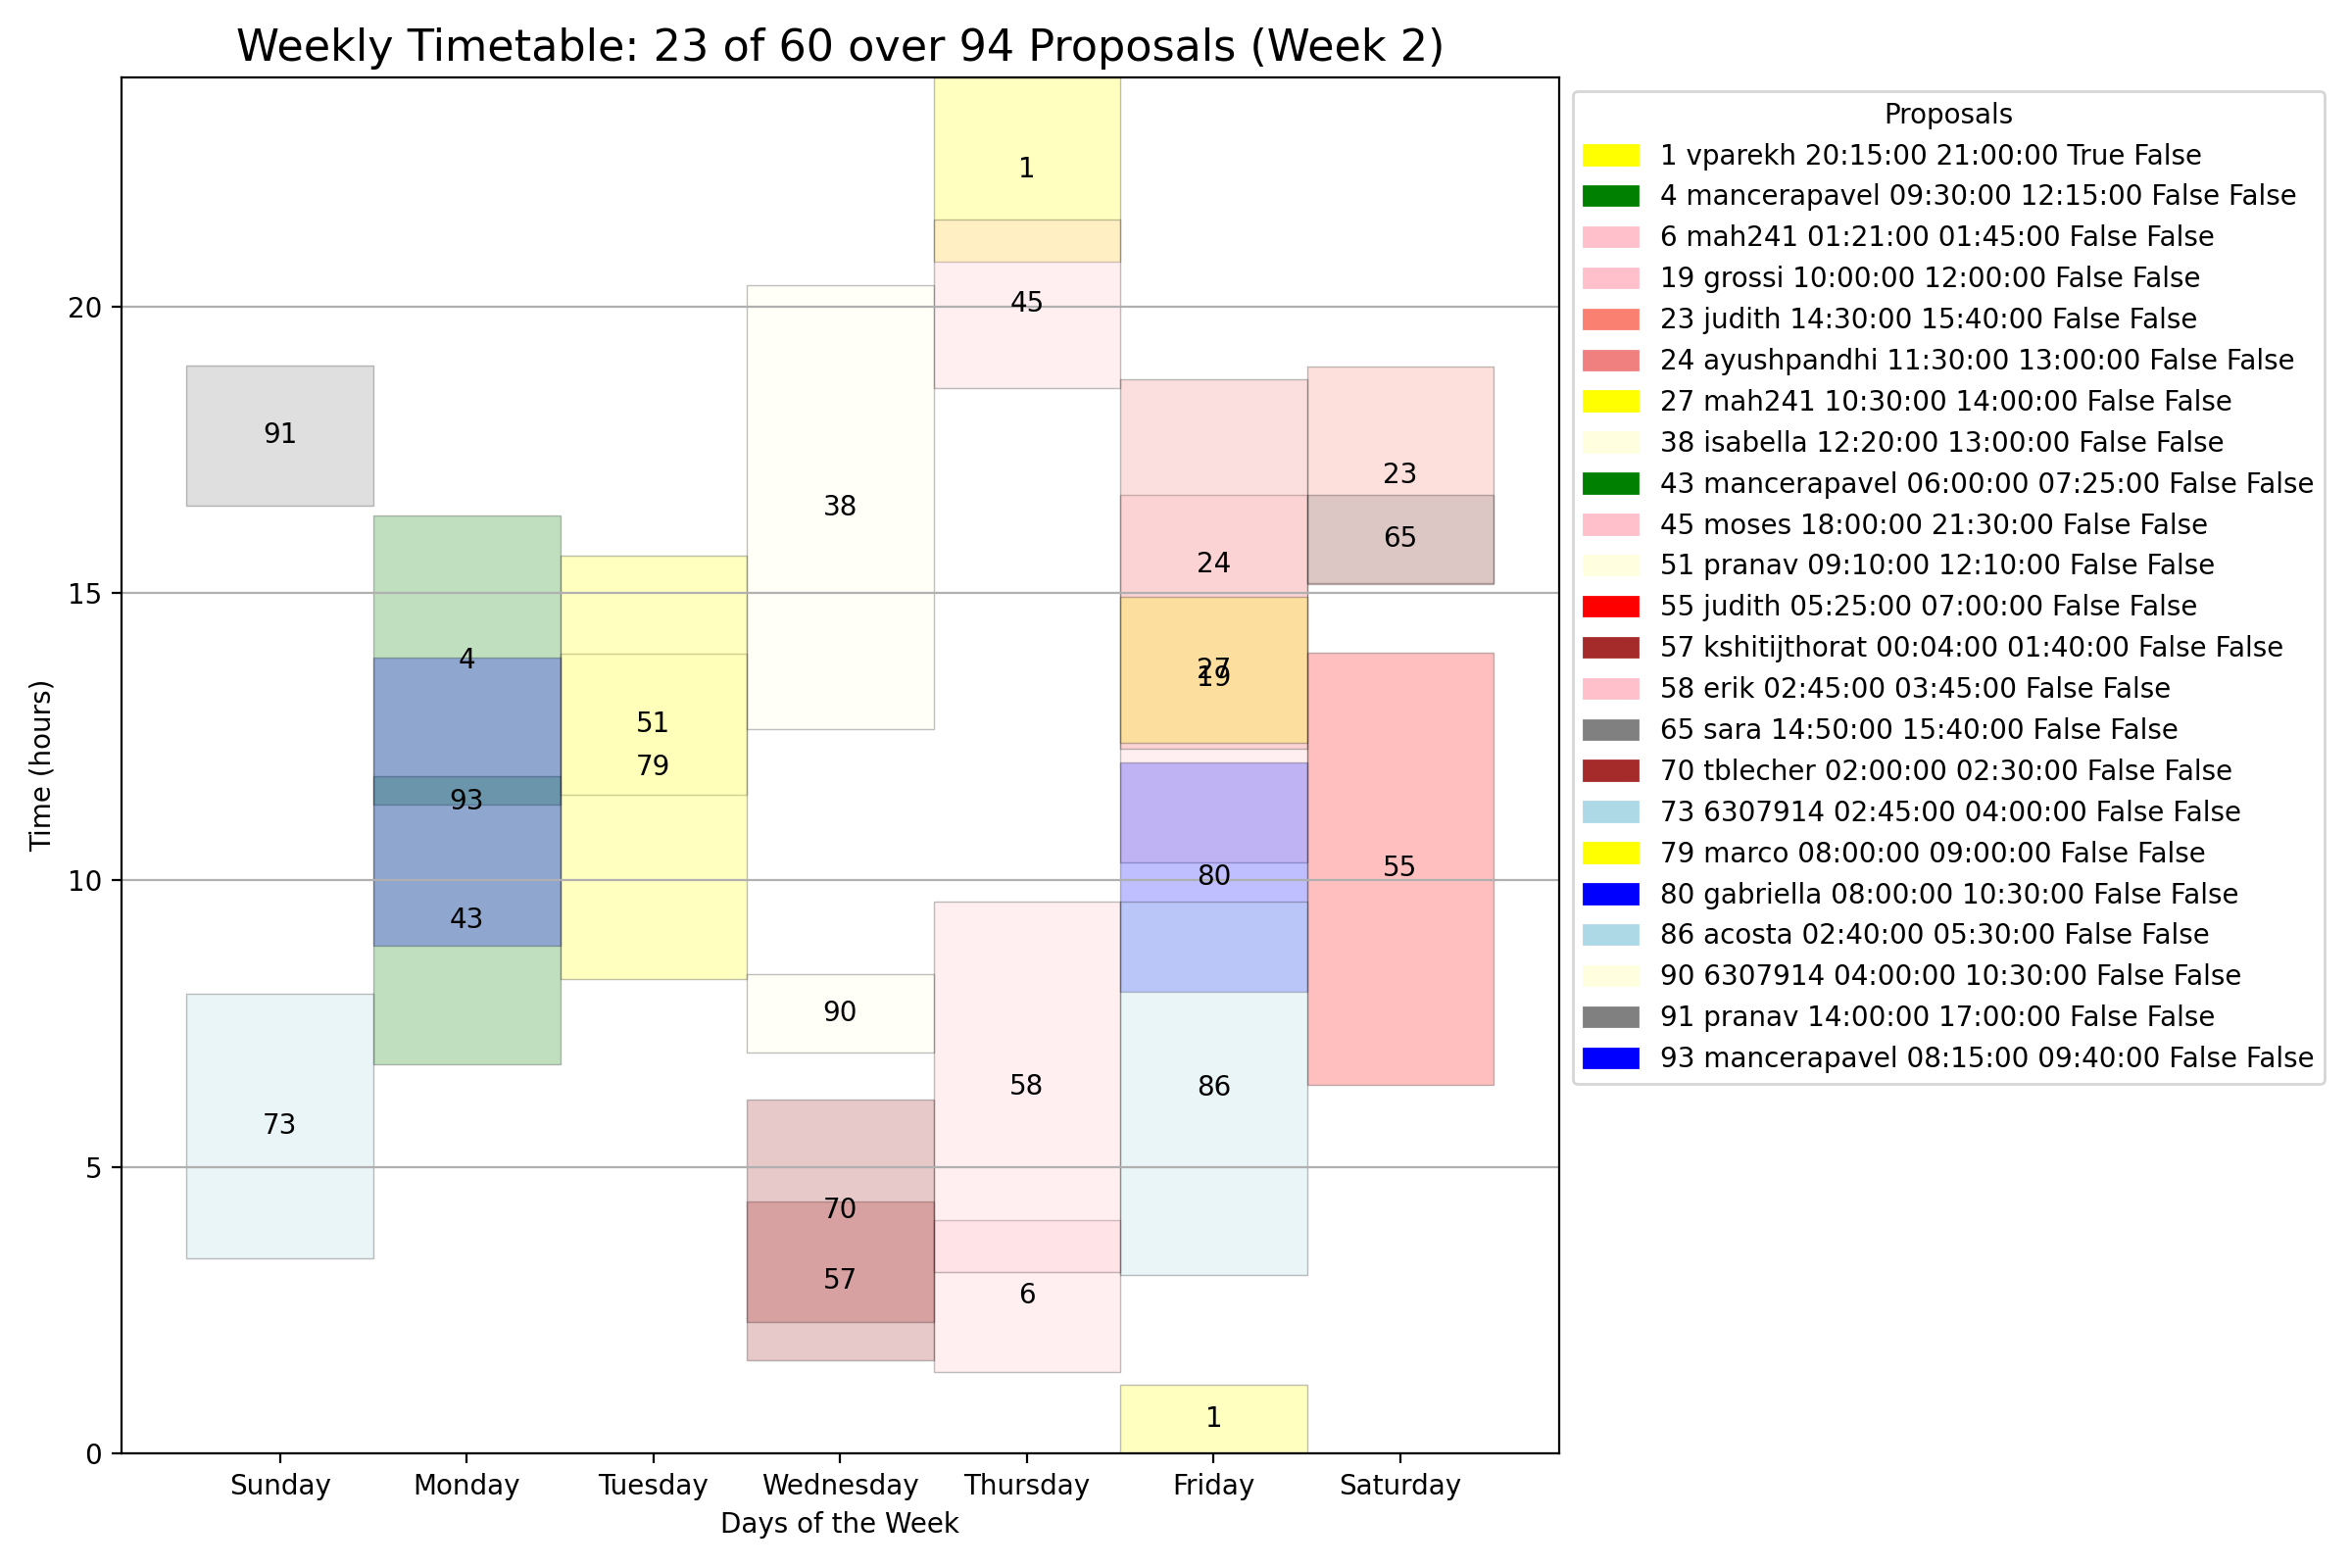 Weekly Timetable: 23 of 60 over 94 Proposals (Week 2)
Time (hours)
20
15
10
5
0
1
45
91
38
23
24
65
4
27
19
51
79
93
55
80
43
90
58
86
73
70
57
6
1
Sunday
Monday
Tuesday
Wednesday
Thursday
Friday
Saturday
Days of the Week
Proposals
1 vparekh 20:15:00 21:00:00 True False
4 mancerapavel 09:30:00 12:15:00 False False
6 mah241 01:21:00 01:45:00 False False
19 grossi 10:00:00 12:00:00 False False
23 judith 14:30:00 15:40:00 False False
24 ayushpandhi 11:30:00 13:00:00 False False
27 mah241 10:30:00 14:00:00 False False
38 isabella 12:20:00 13:00:00 False False
43 mancerapavel 06:00:00 07:25:00 False False
45 moses 18:00:00 21:30:00 False False
51 pranav 09:10:00 12:10:00 False False
55 judith 05:25:00 07:00:00 False False
57 kshitijthorat 00:04:00 01:40:00 False False
58 erik 02:45:00 03:45:00 False False
65 sara 14:50:00 15:40:00 False False
70 tblecher 02:00:00 02:30:00 False False
73 6307914 02:45:00 04:00:00 False False
79 marco 08:00:00 09:00:00 False False
80 gabriella 08:00:00 10:30:00 False False
86 acosta 02:40:00 05:30:00 False False
90 6307914 04:00:00 10:30:00 False False
91 pranav 14:00:00 17:00:00 False False
93 mancerapavel 08:15:00 09:40:00 False False